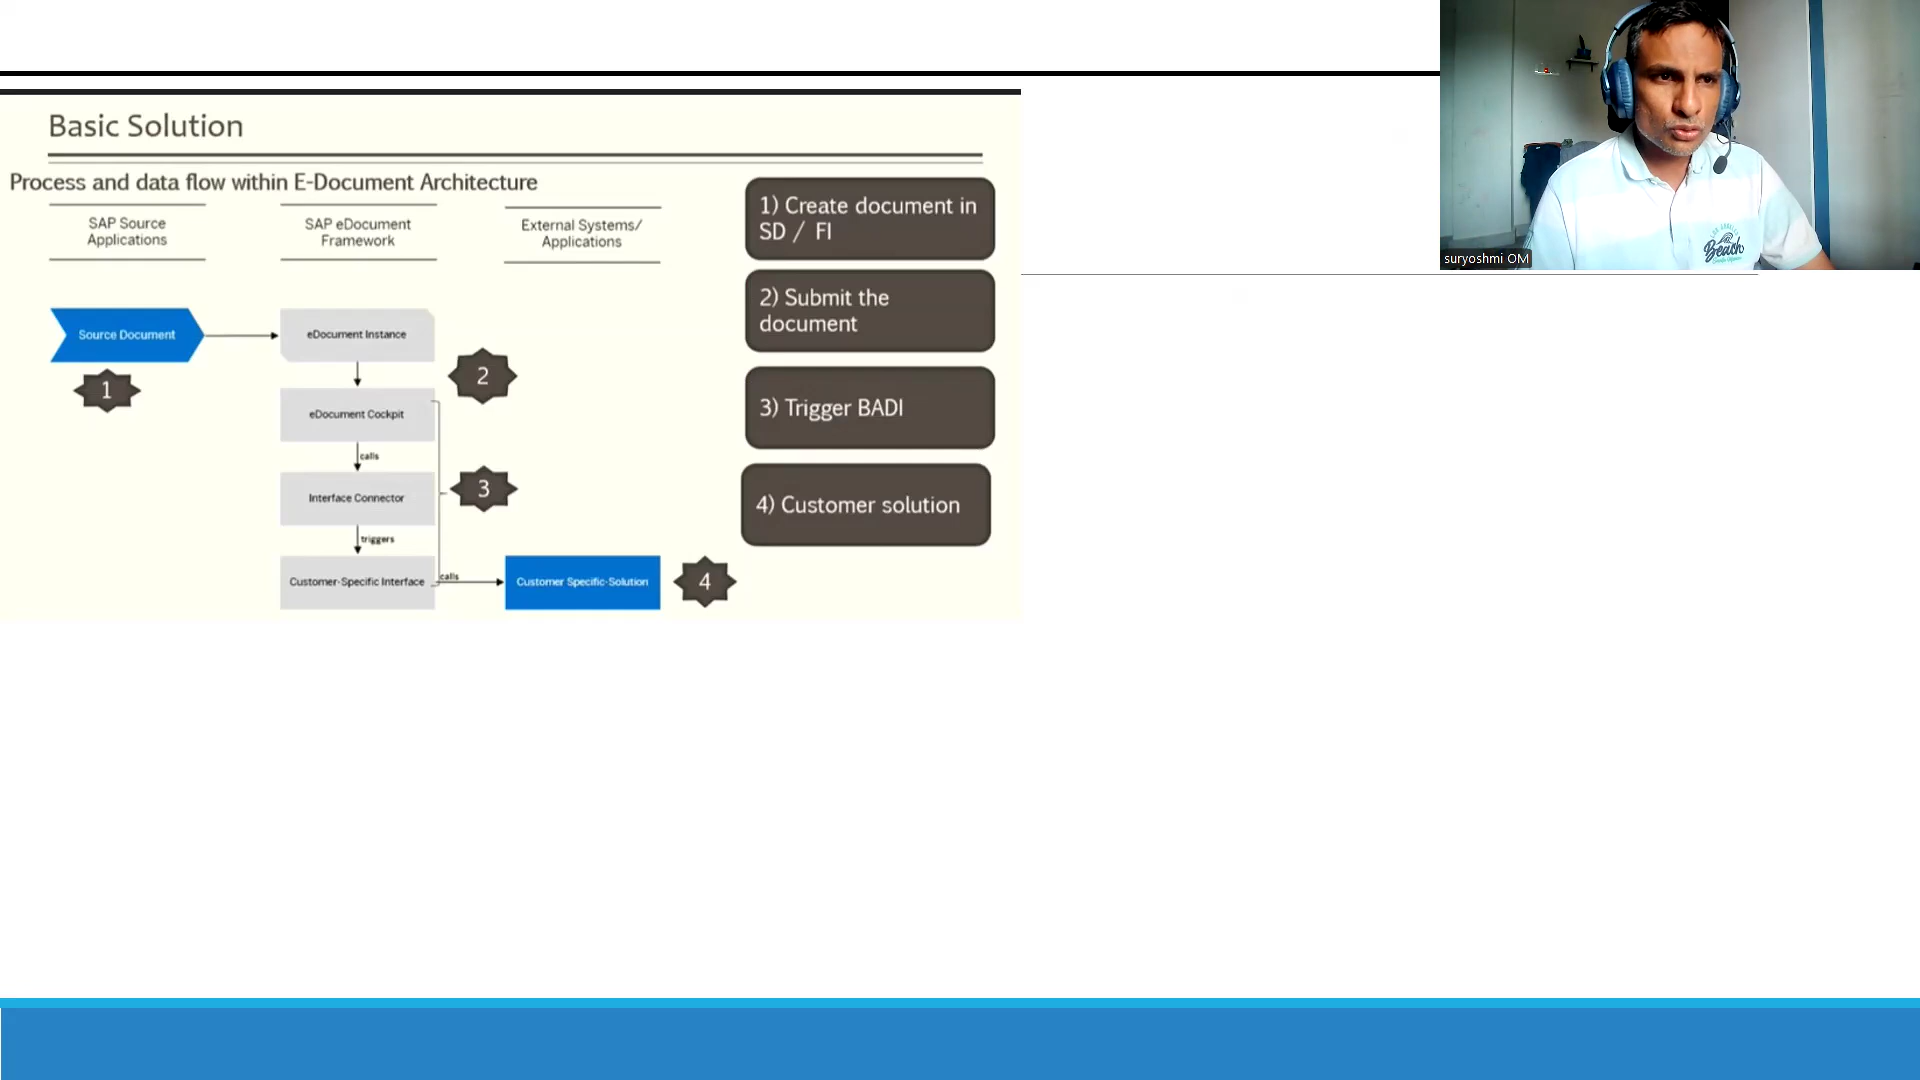 Basic Solution
Process and data flow within E-Document Architecture
SAP Source
Applications
SAP eDocument
Framework
External Systems/
Applications
Source Document
1
eDocument Instance
2
eDocument Cockpit
calls
Interface Connector
3
triggers
Customer-Specific Interface
calls
Customer Specific-Solution
4
1) Create document in
SD / FI
2) Submit the
document
3) Trigger BADI
4) Customer solution
Beach
suryoshmi OM